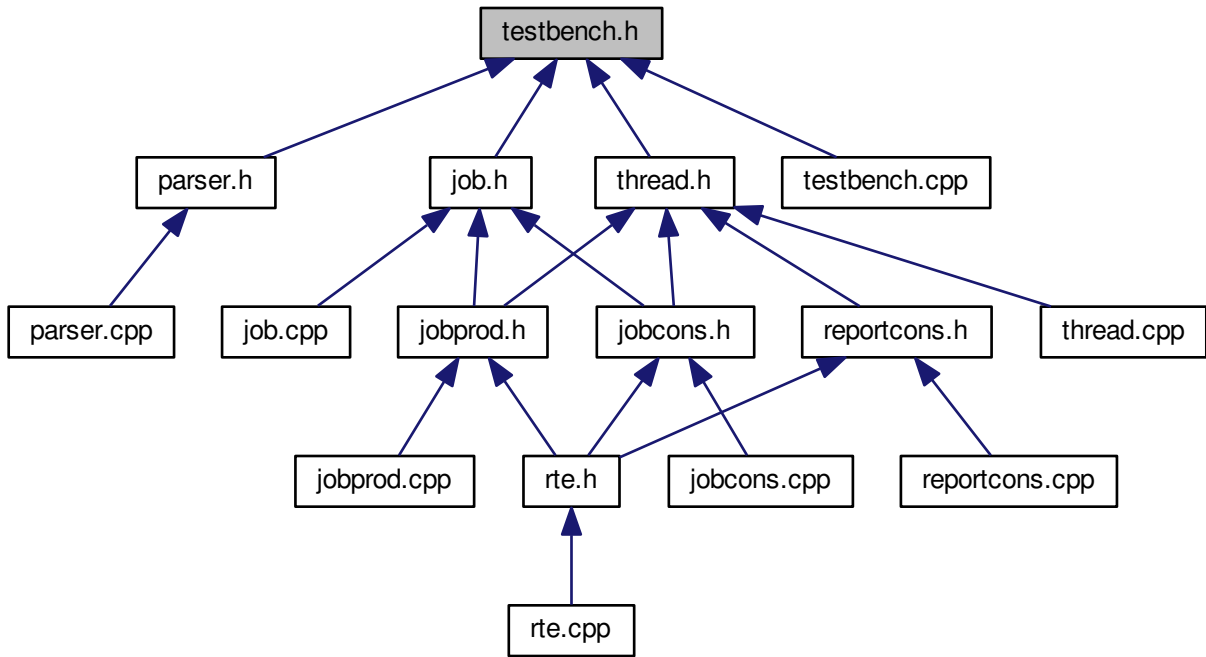 testbench.h
parser.h
job.h
thread.h
testbench.cpp
parser.cpp
job.cpp
jobprod.h
jobcons.h
reportcons.h
thread.cpp
jobprod.cpp
rte.h
jobcons.cpp
reportcons.cpp
rte.cpp